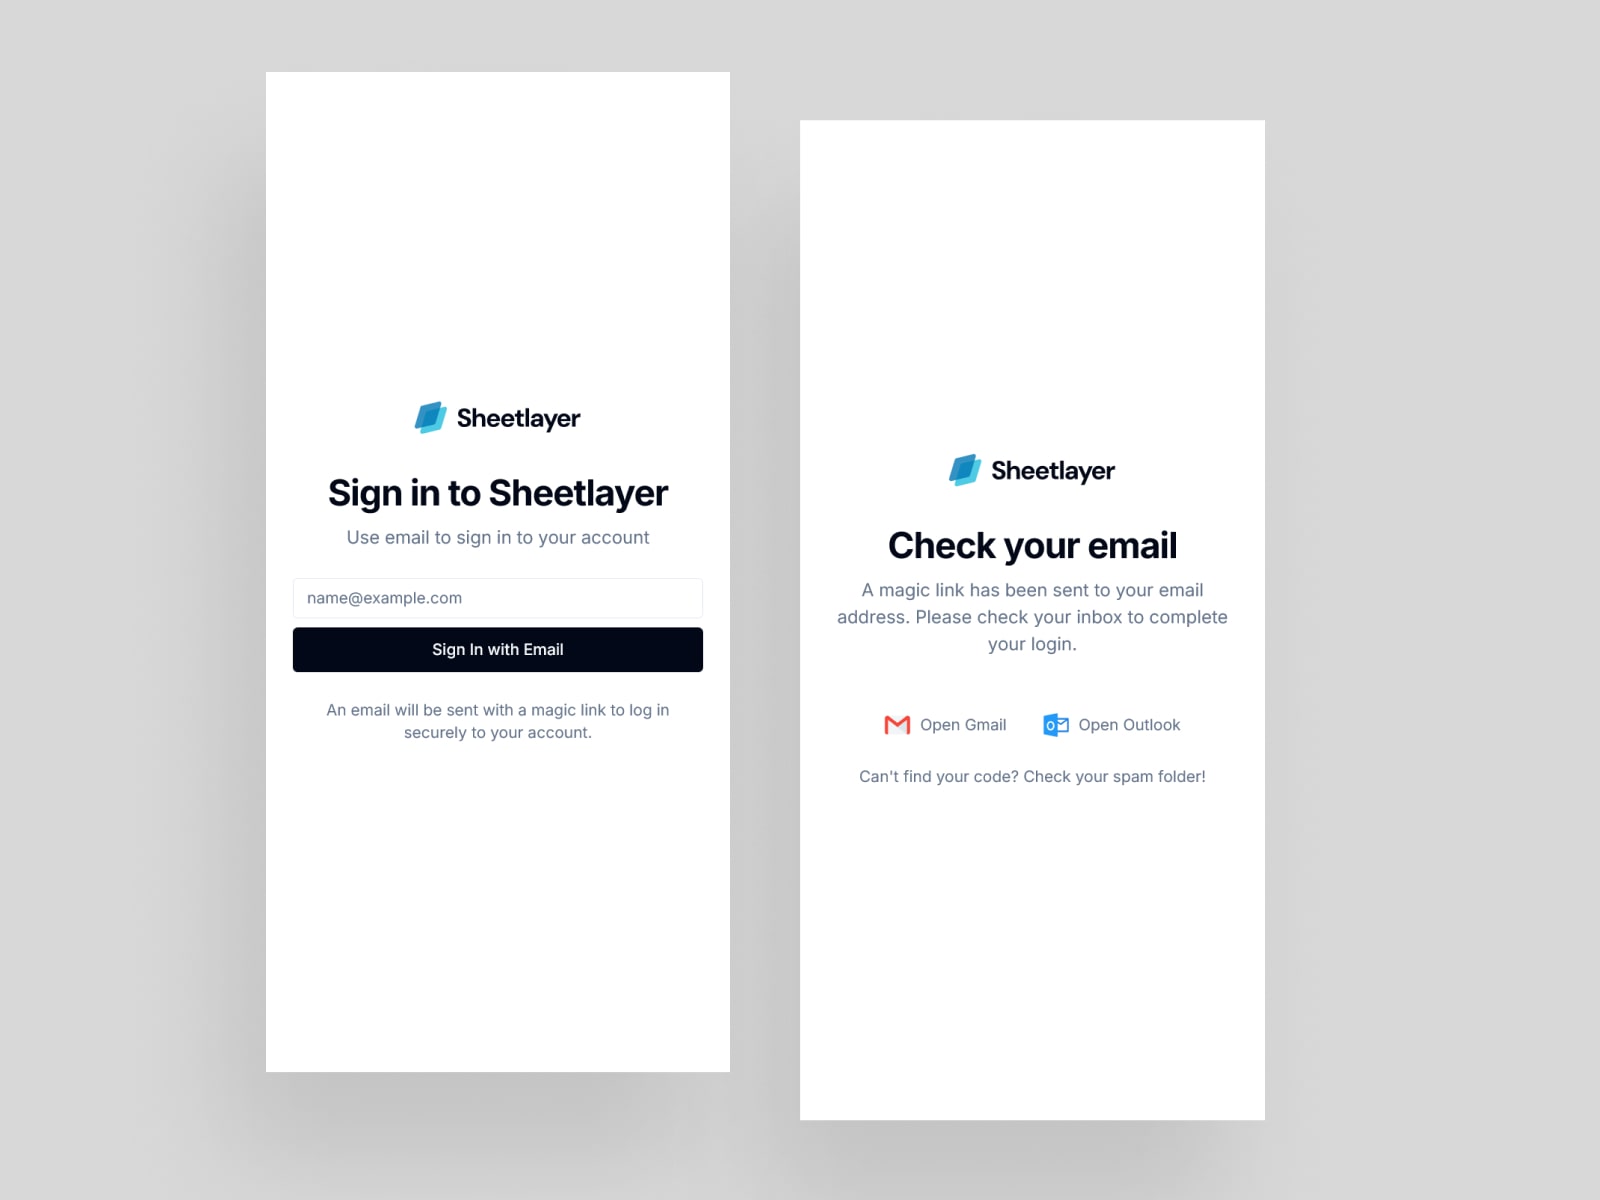 Sheetlayer
Sign in to Sheetlayer
Use email to sign in to your account
name@example.com
Sign In with Email
An email will be sent with a magic link to log in
securely to your account.
Sheetlayer
Check your email
A magic link has been sent to your email
address. Please check your inbox to complete
your login.
Open Gmail
Open Outlook
Can't find your code? Check your spam folder!